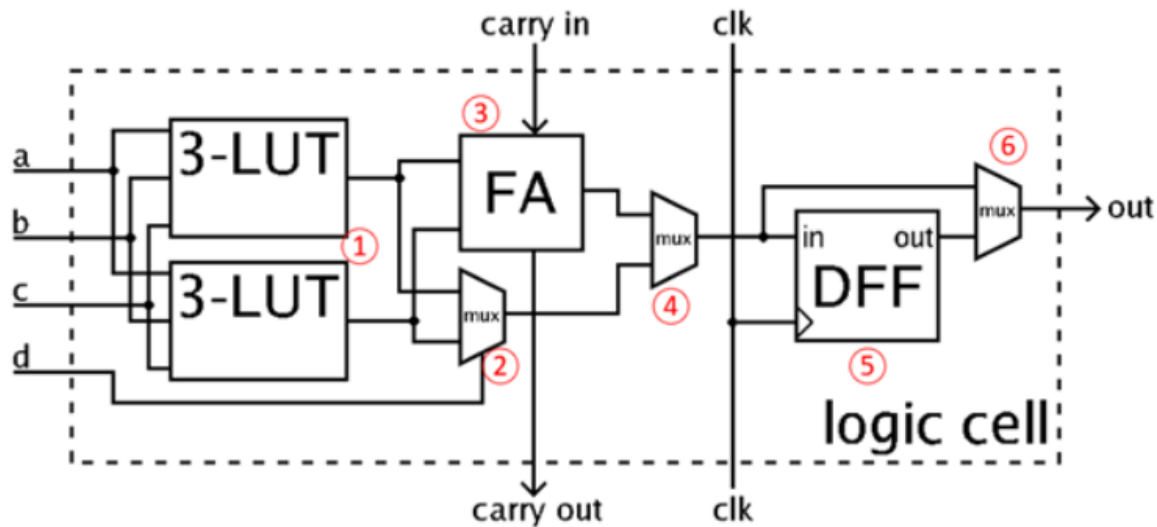 carry in
clk
③
⑥
a
3-LUT
FA
mux
out
b
①
mux
in
out
DFF
c
3-LUT
mux
④
d
②
⑤
logic cell
carry out
clk